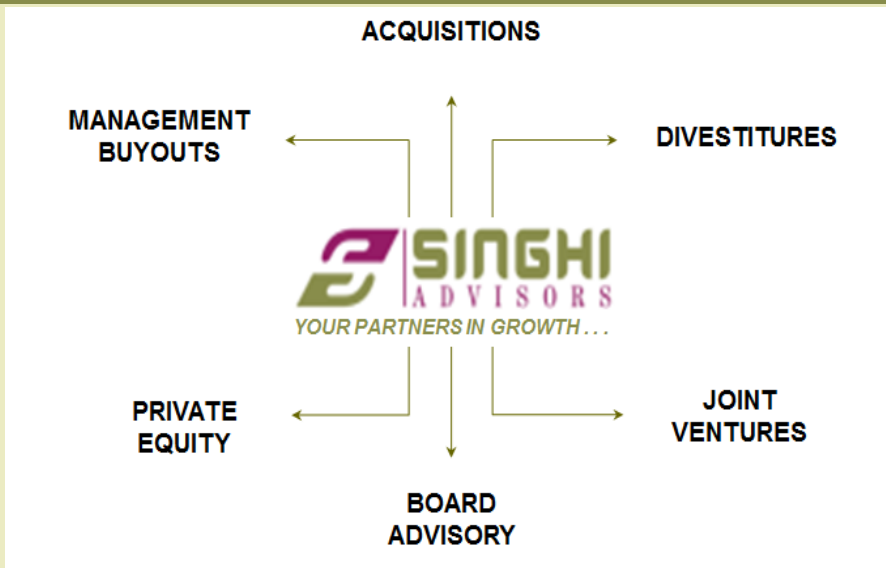 ACQUISITIONS
MANAGEMENT
BUYOUTS
DIVESTITURES
SINGHI
ADVISORS
YOUR PARTNERS IN GROWTH . . .
PRIVATE
EQUITY
JOINT
VENTURES
BOARD
ADVISORY